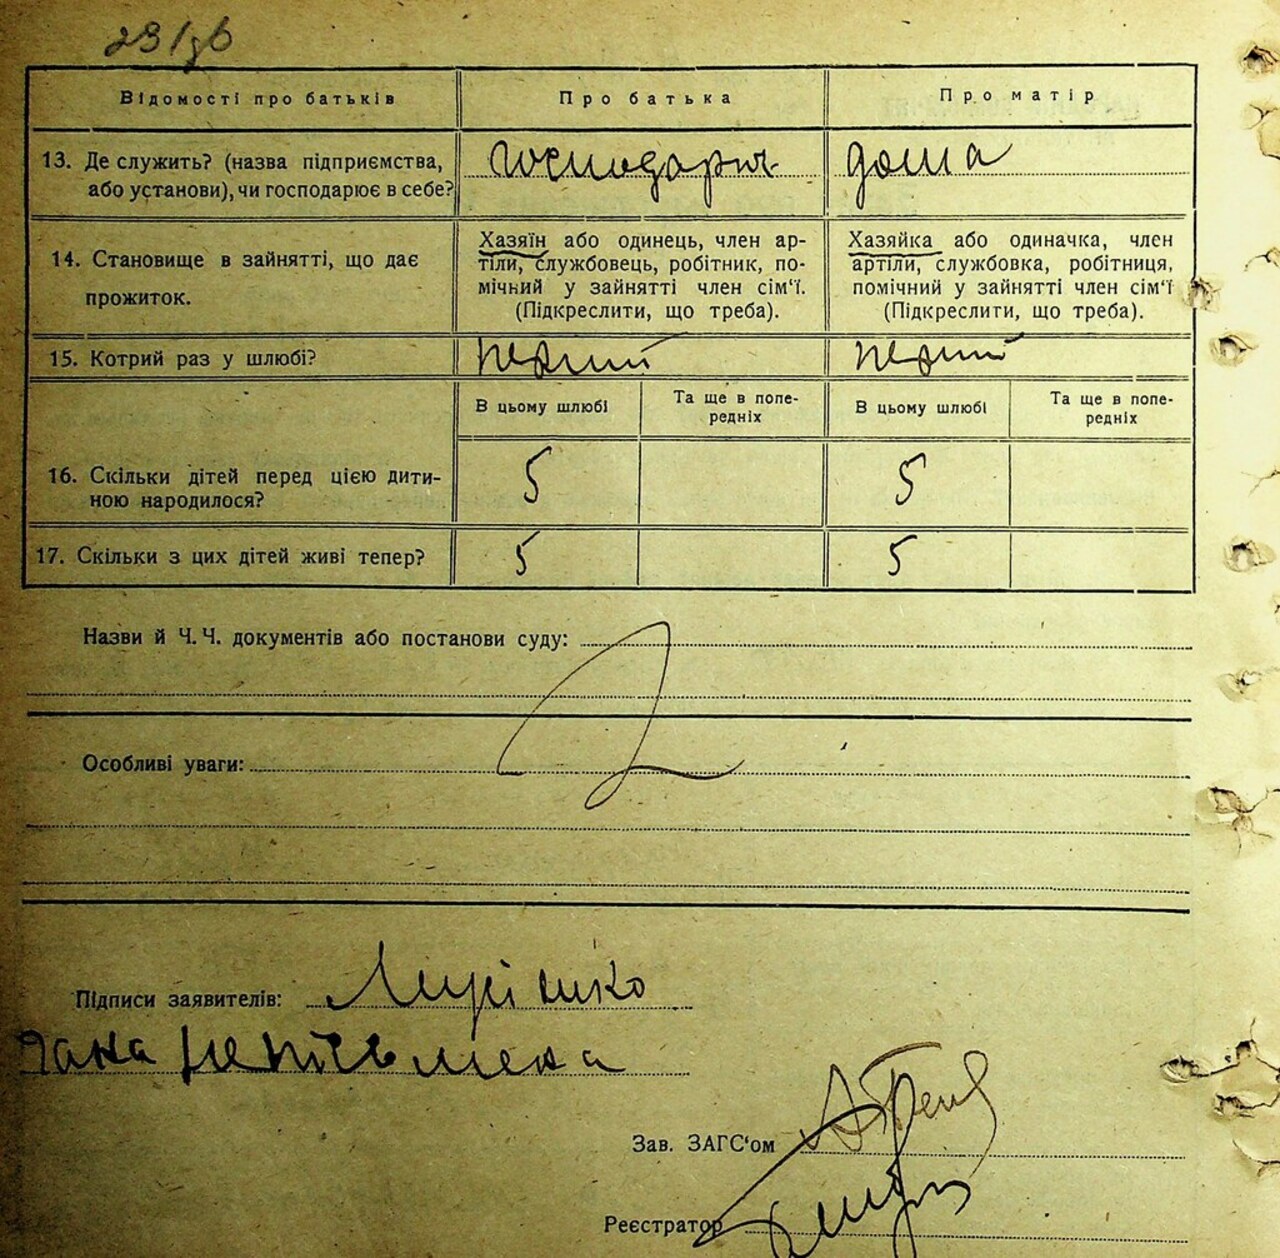 Відомості про батьків Про батька Про матір
13. Де служить? (назва підприємства, або установи), чи господарює в себе? дома
14. Становище в зайнятті, що дає прожиток.
Хазяїн або одинець, член ар-
тіли, службовець, робітник, по-
мічний у зайнятті член сім'ї.
(Підкреслити, що треба).
Хазяйка або одиначка, член
артіли, службовка, робітниця,
помічний у зайнятті член сім'ї
(Підкреслити, що треба).
15. Котрий раз у шлюбі? перший перший
В цьому шлюбі Та ще в попе-
редніх В цьому шлюбі Та ще в попе-
редніх
16. Скільки дітей перед цією дити-
ною народилося? 5 5
17. Скільки з цих дітей живі тепер? 5 5
Назви й Ч. Ч. документів або постанови суду:
Особливі уваги:
Підписи заявителів:
Зав. ЗАГС'ом
Реєстратор